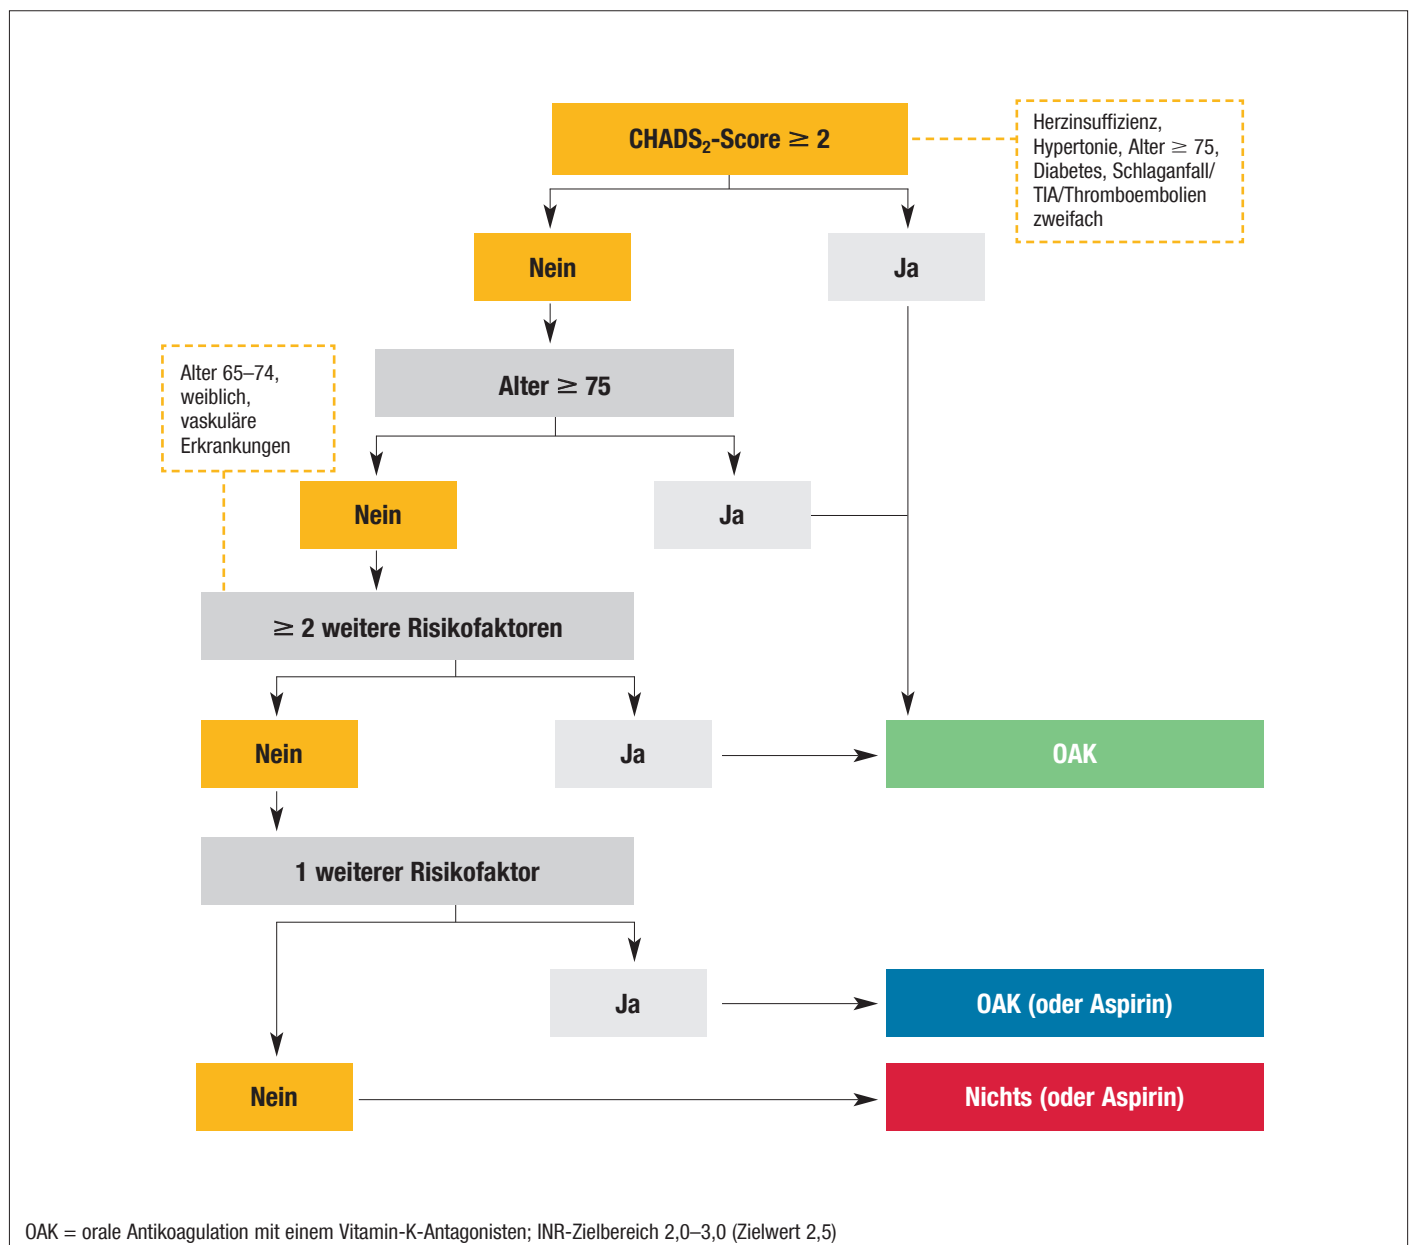 CHADS₂-Score ≥ 2
Herzinsuffizienz,
Hypertonie, Alter ≥ 75,
Diabetes, Schlaganfall/
TIA/Thromboembolien
zweifach
Nein
Ja
Alter ≥ 75
Alter 65–74,
weiblich,
vaskuläre
Erkrankungen
Nein
Ja
≥ 2 weitere Risikofaktoren
Nein
Ja
OAK
1 weiterer Risikofaktor
Ja
OAK (oder Aspirin)
Nein
Nichts (oder Aspirin)
OAK = orale Antikoagulation mit einem Vitamin-K-Antagonisten; INR-Zielbereich 2,0–3,0 (Zielwert 2,5)